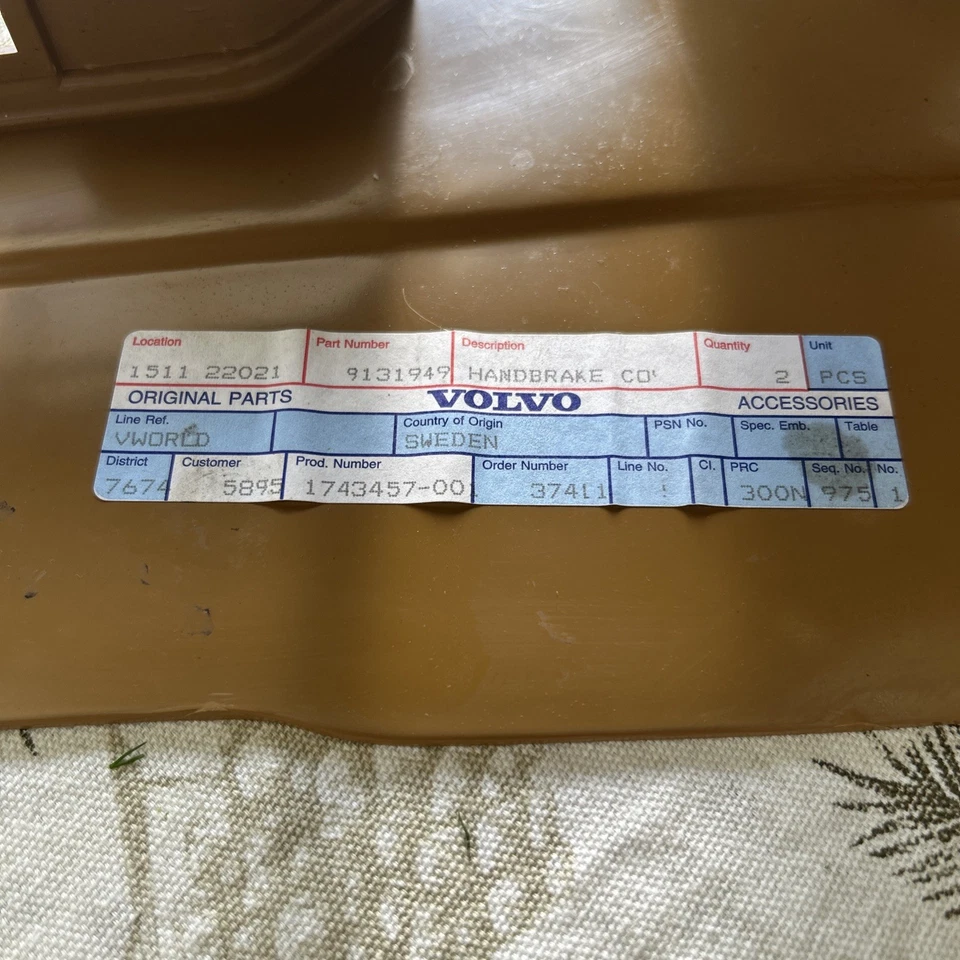 Location Part Number Description Quantity Unit
1511 22021 9131949 HANDBRAKE CO' 2 PCS
ORIGINAL PARTS VOLVO ACCESSORIES
Line Ref. Country of Origin PSN No. Spec. Emb. Table
VWORLD SWEDEN
District Customer Prod. Number Order Number Line No. Cl. PRC Seq. No. No.
7674 5895 1743457-00 300N 975 1